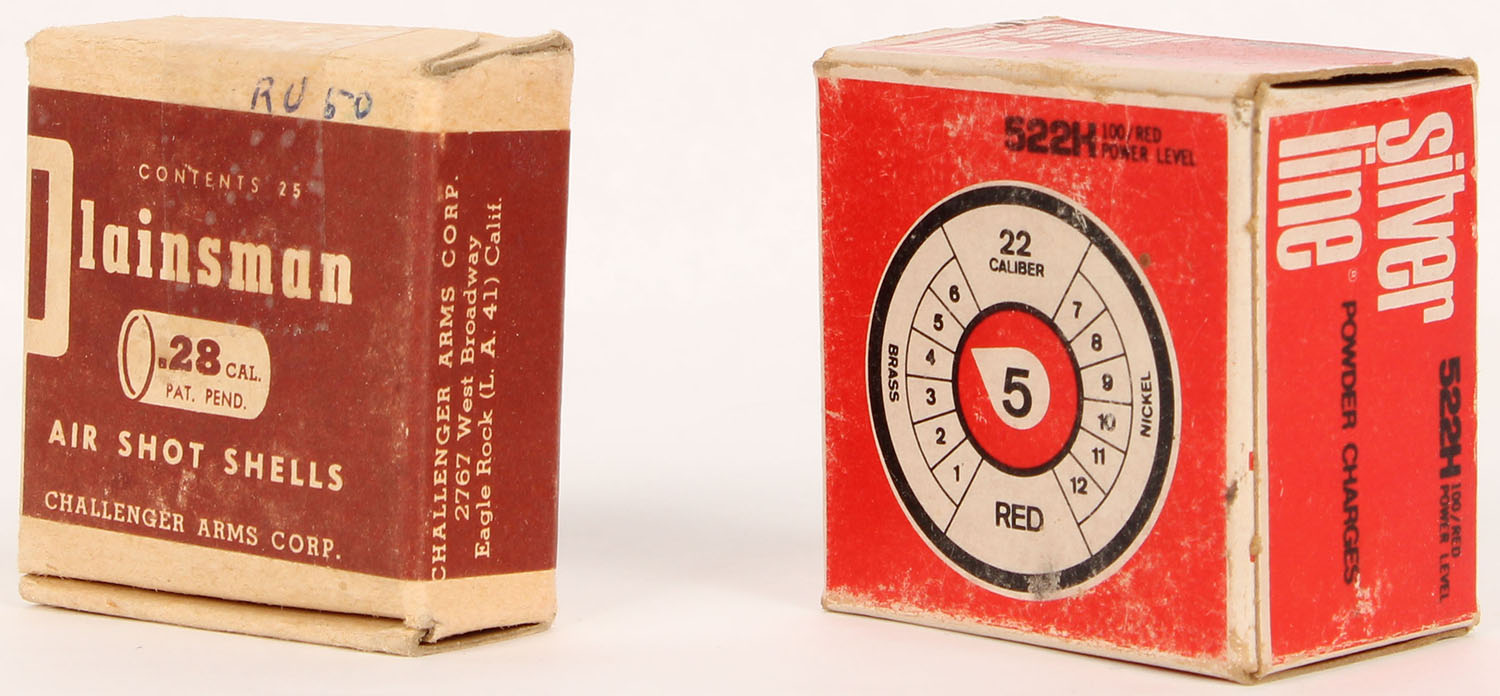 RU 50
CONTENTS 25
Plainsman
.28 CAL.
PAT. PEND.
AIR SHOT SHELLS
CHALLENGER ARMS CORP.
CHALLENGER ARMS CORP.
2767 West Broadway
Eagle Rock (L. A. 41) Calif.
522H 100/RED
POWER LEVEL
22
CALIBER
BRASS
6
5
4
3
2
1
5
7
8
9
10
11
12
NICKEL
RED
Silver
line®
POWDER CHARGES
522H 100/RED
POWER LEVEL